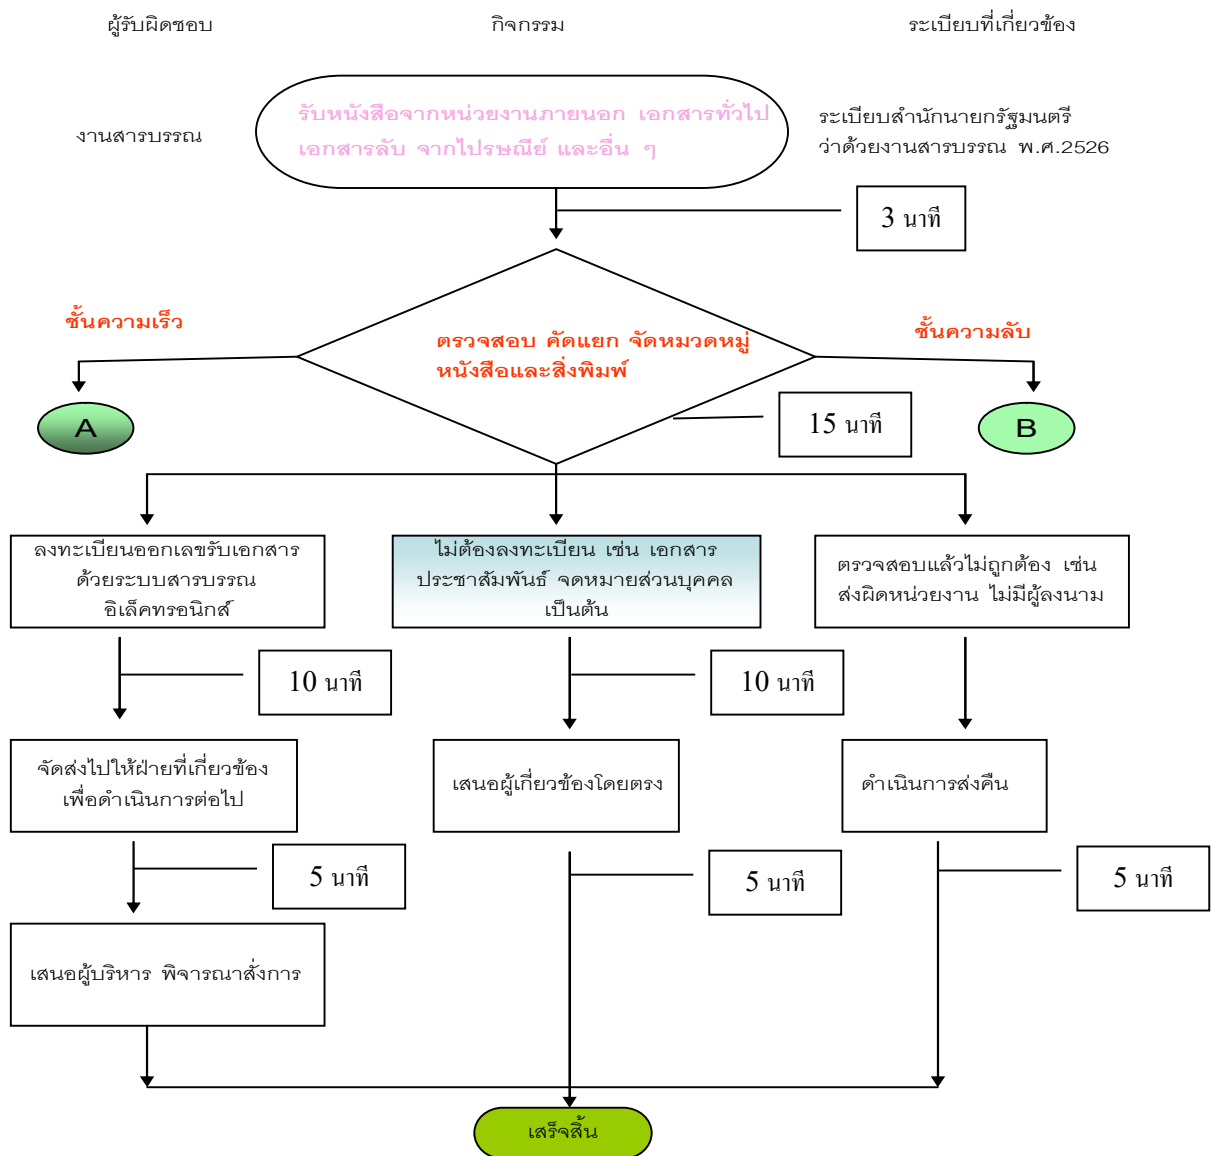 ผู้รับผิดชอบ
กิจกรรม
ระเบียบที่เกี่ยวข้อง
งานสารบรรณ
รับหนังสือจากหน่วยงานภายนอก เอกสารทั่วไป
เอกสารลับ จากไปรษณีย์ และอื่น ๆ
ระเบียบสำนักนายกรัฐมนตรี
ว่าด้วยงานสารบรรณ พ.ศ.2526
3 นาที
ชั้นความเร็ว
ตรวจสอบ คัดแยก จัดหมวดหมู่
หนังสือและสิ่งพิมพ์
ชั้นความลับ
A
15 นาที
B
ลงทะเบียนออกเลขรับเอกสาร
ด้วยระบบสารบรรณ
อิเล็คทรอนิกส์
ไม่ต้องลงทะเบียน เช่น เอกสาร
ประชาสัมพันธ์ จดหมายส่วนบุคคล
เป็นต้น
ตรวจสอบแล้วไม่ถูกต้อง เช่น
ส่งผิดหน่วยงาน ไม่มีผู้ลงนาม
10 นาที
10 นาที
จัดส่งไปให้ฝ่ายที่เกี่ยวข้อง
เพื่อดำเนินการต่อไป
เสนอผู้เกี่ยวข้องโดยตรง
ดำเนินการส่งคืน
5 นาที
5 นาที
5 นาที
เสนอผู้บริหาร พิจารณาสั่งการ
เสร็จสิ้น